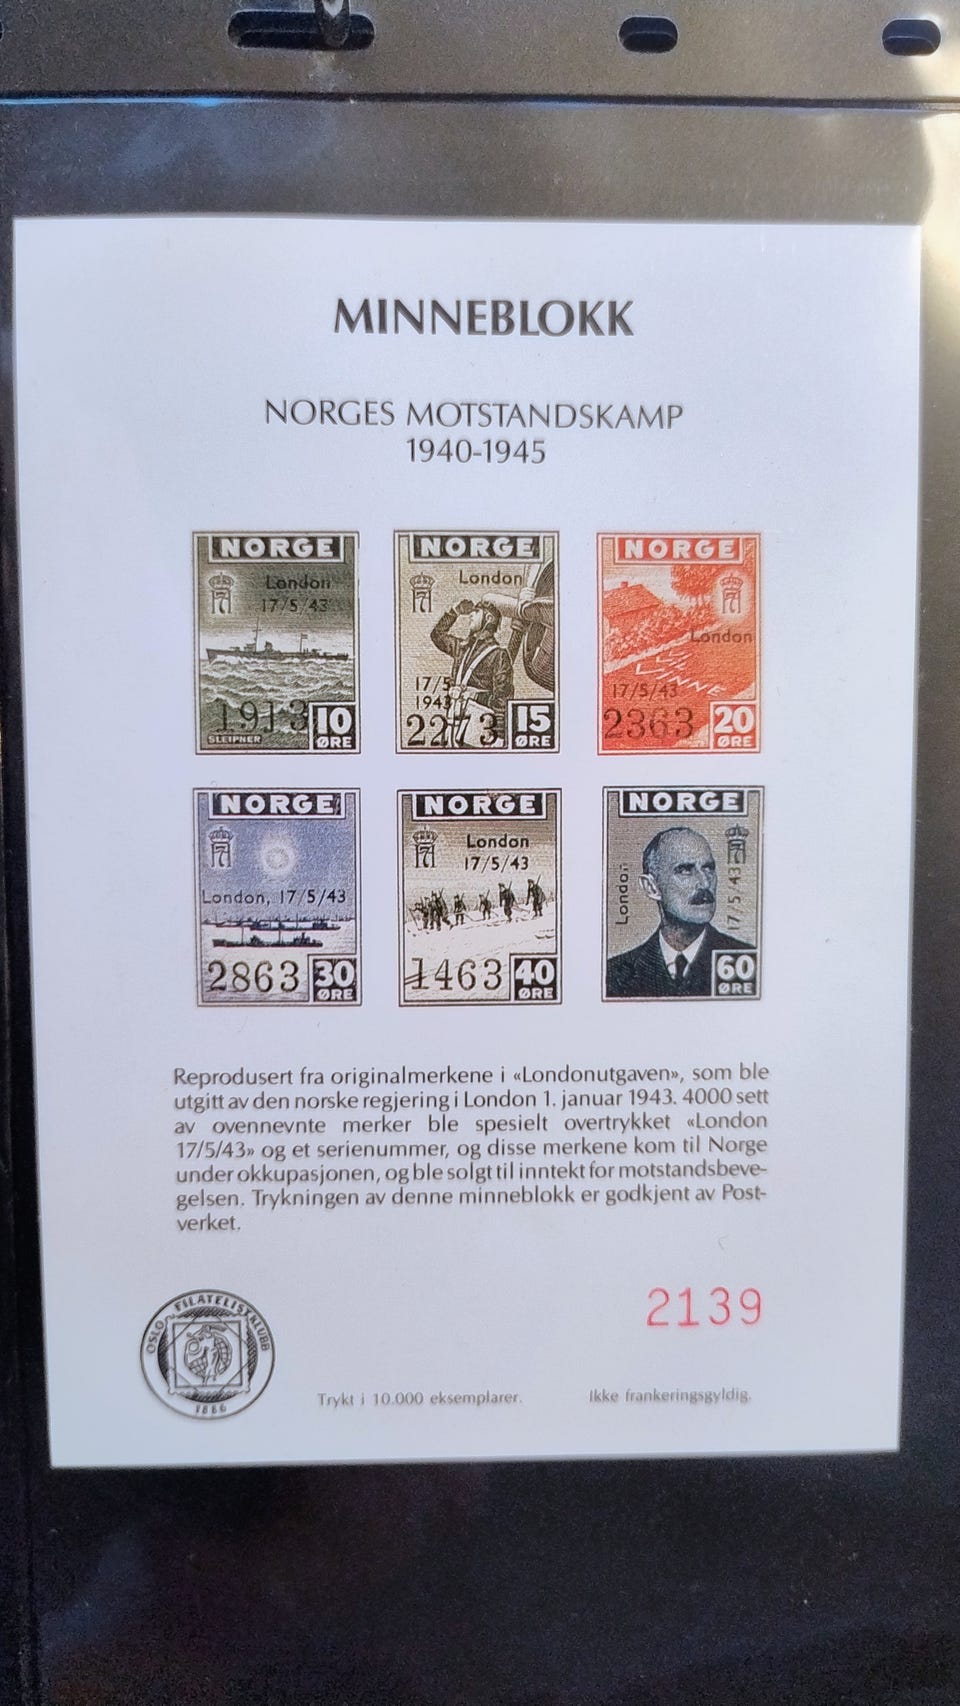 MINNEBLOKK
NORGES MOTSTANDSKAMP
1940-1945
NORGE
London
17/5/43
1913
10
ØRE
SLEIPNER
NORGE
London
17/5
1943
2273
15
ØRE
NORGE
London
VI VIL
VINNE
17/5/43
2363
20
ØRE
NORGE
London, 17/5/43
2863
30
ØRE
NORGE
London
17/5/43
1463
40
ØRE
NORGE
London
17/5/43
60
ØRE
Reprodusert fra originalmerkene i «Londonutgaven», som ble
utgitt av den norske regjering i London 1. januar 1943. 4000 sett
av ovennevnte merker ble spesielt overtrykket «London
17/5/43» og et serienummer, og disse merkene kom til Norge
under okkupasjonen, og ble solgt til inntekt for motstandsbeve-
gelsen. Trykningen av denne minneblokk er godkjent av Post-
verket.
2139
OSLO FILATELISTKLUBB
1886
Trykt i 10.000 eksemplarer.
Ikke frankeringsgyldig.